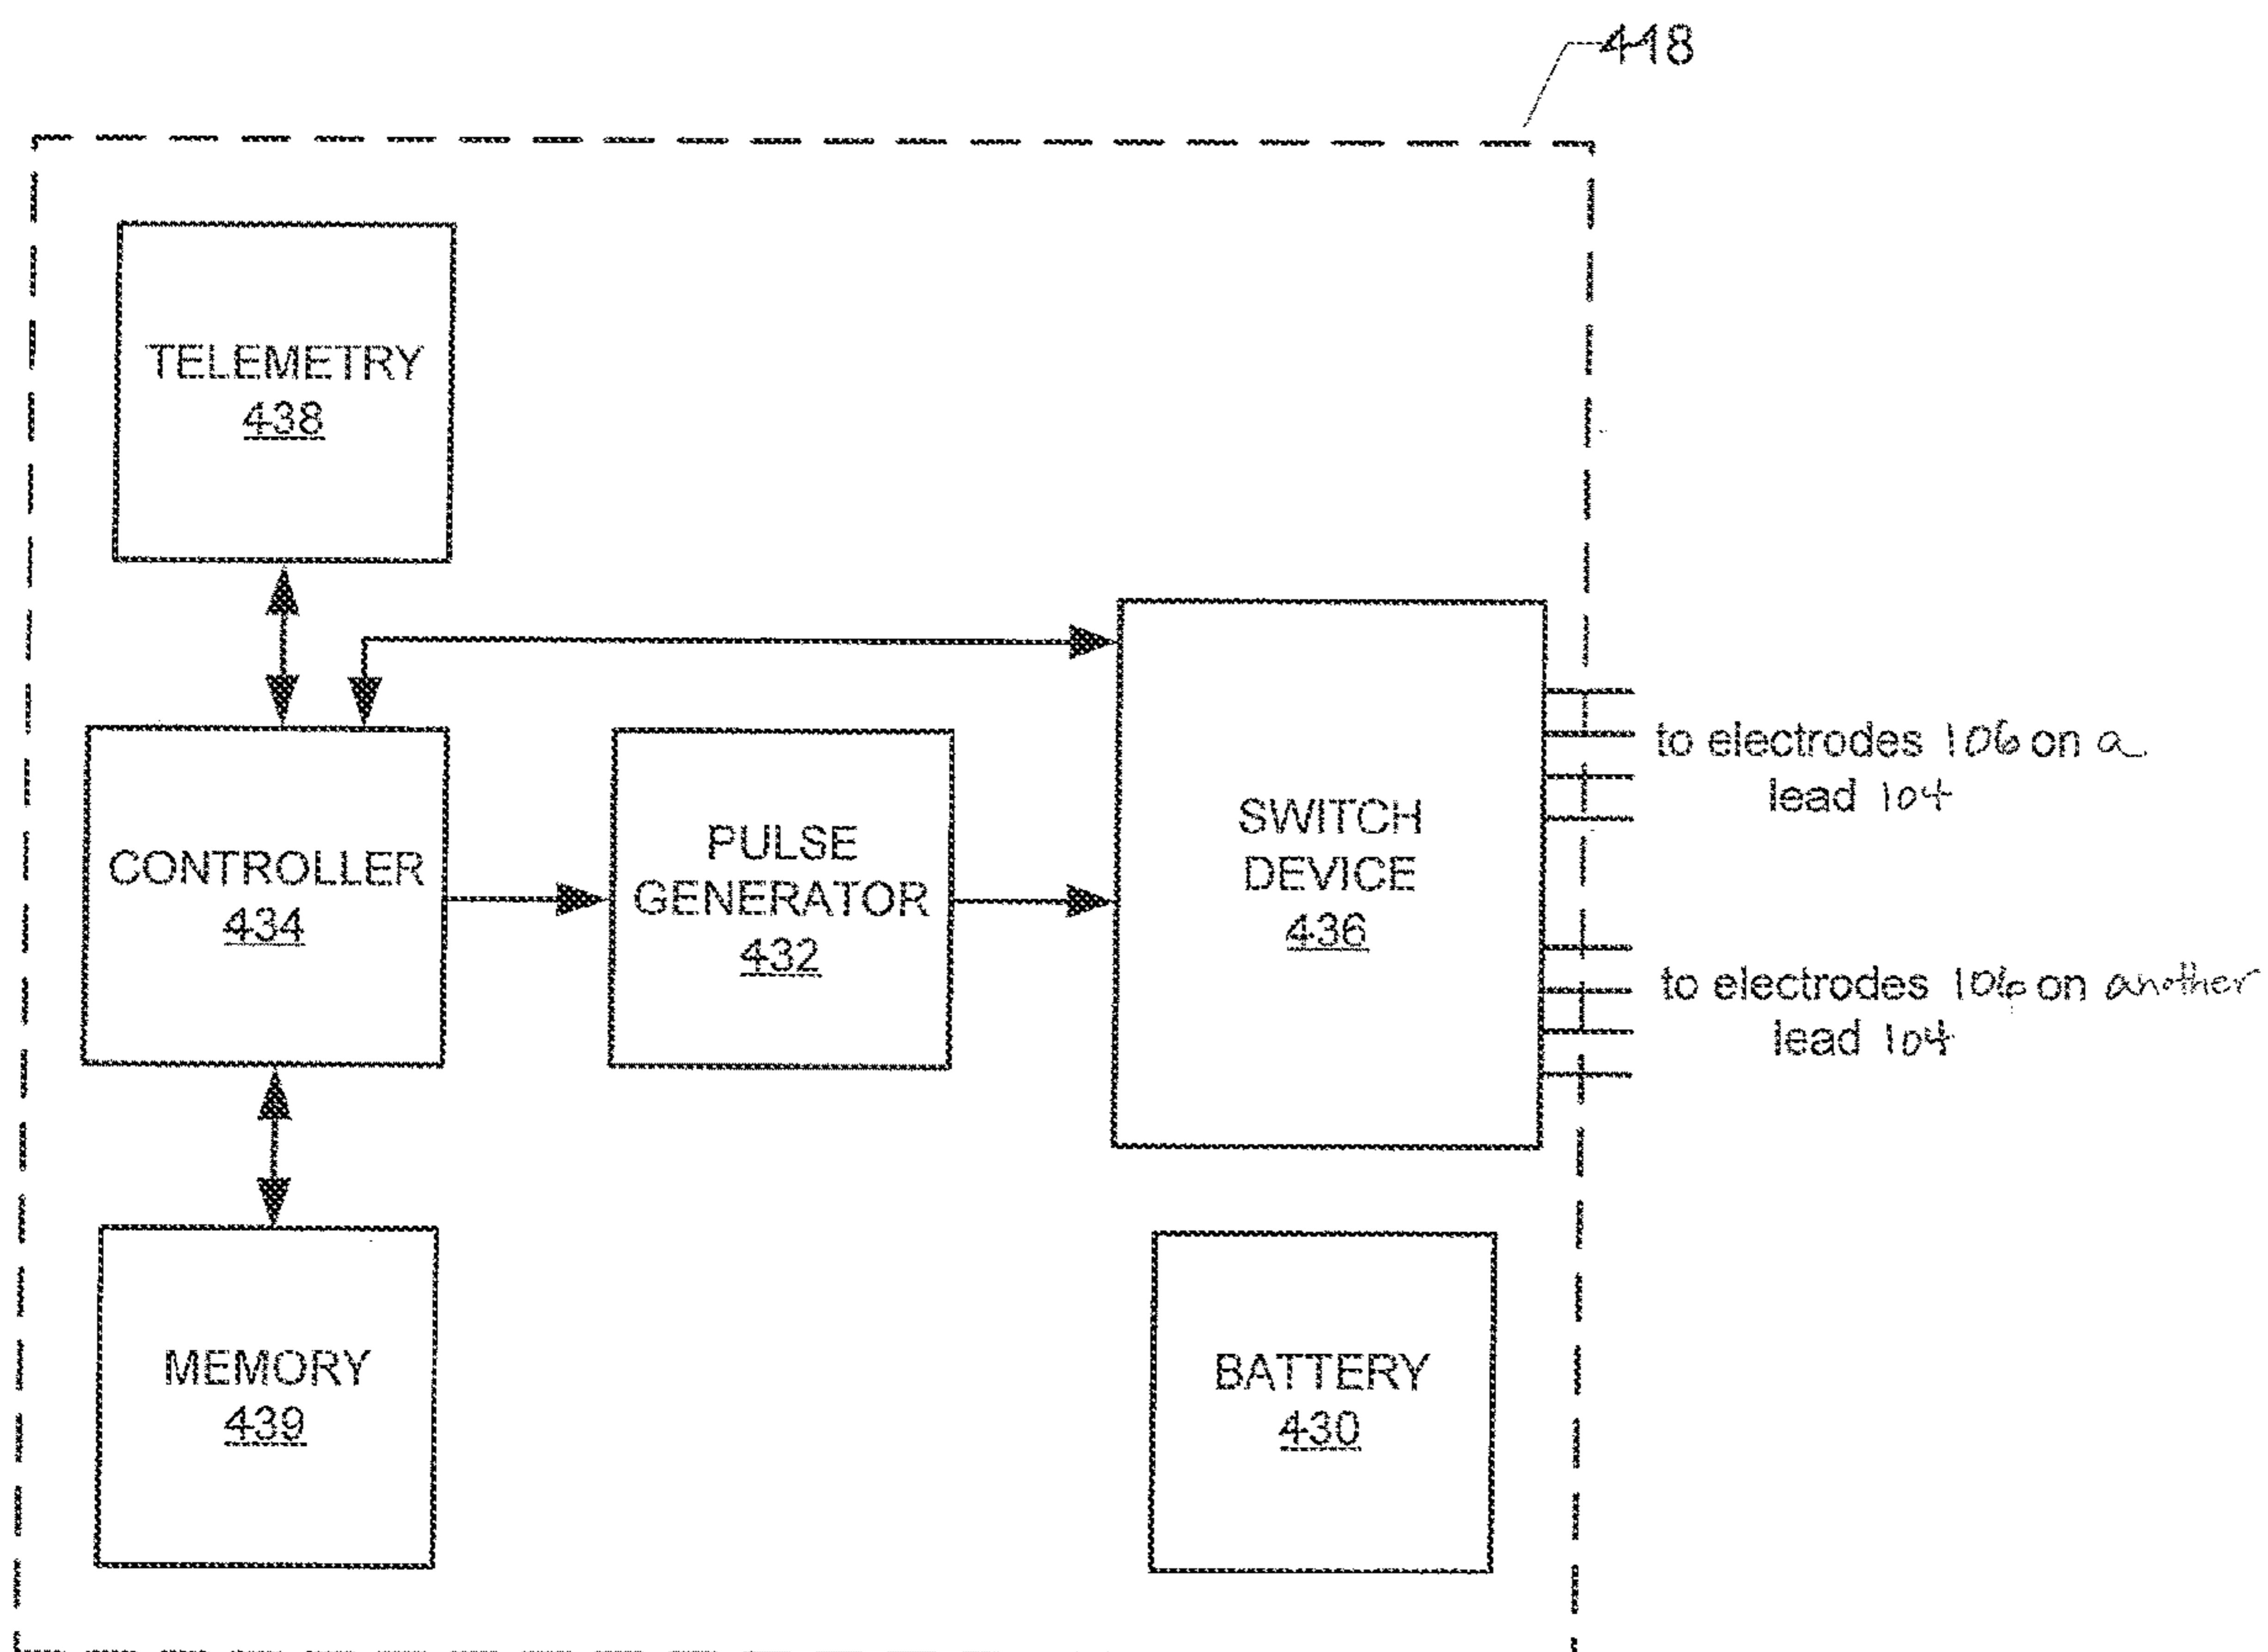 418
TELEMETRY
438
CONTROLLER
434
PULSE
GENERATOR
432
SWITCH
DEVICE
436
to electrodes 106 on a
lead 104
to electrodes 106 on another
lead 104
MEMORY
439
BATTERY
430